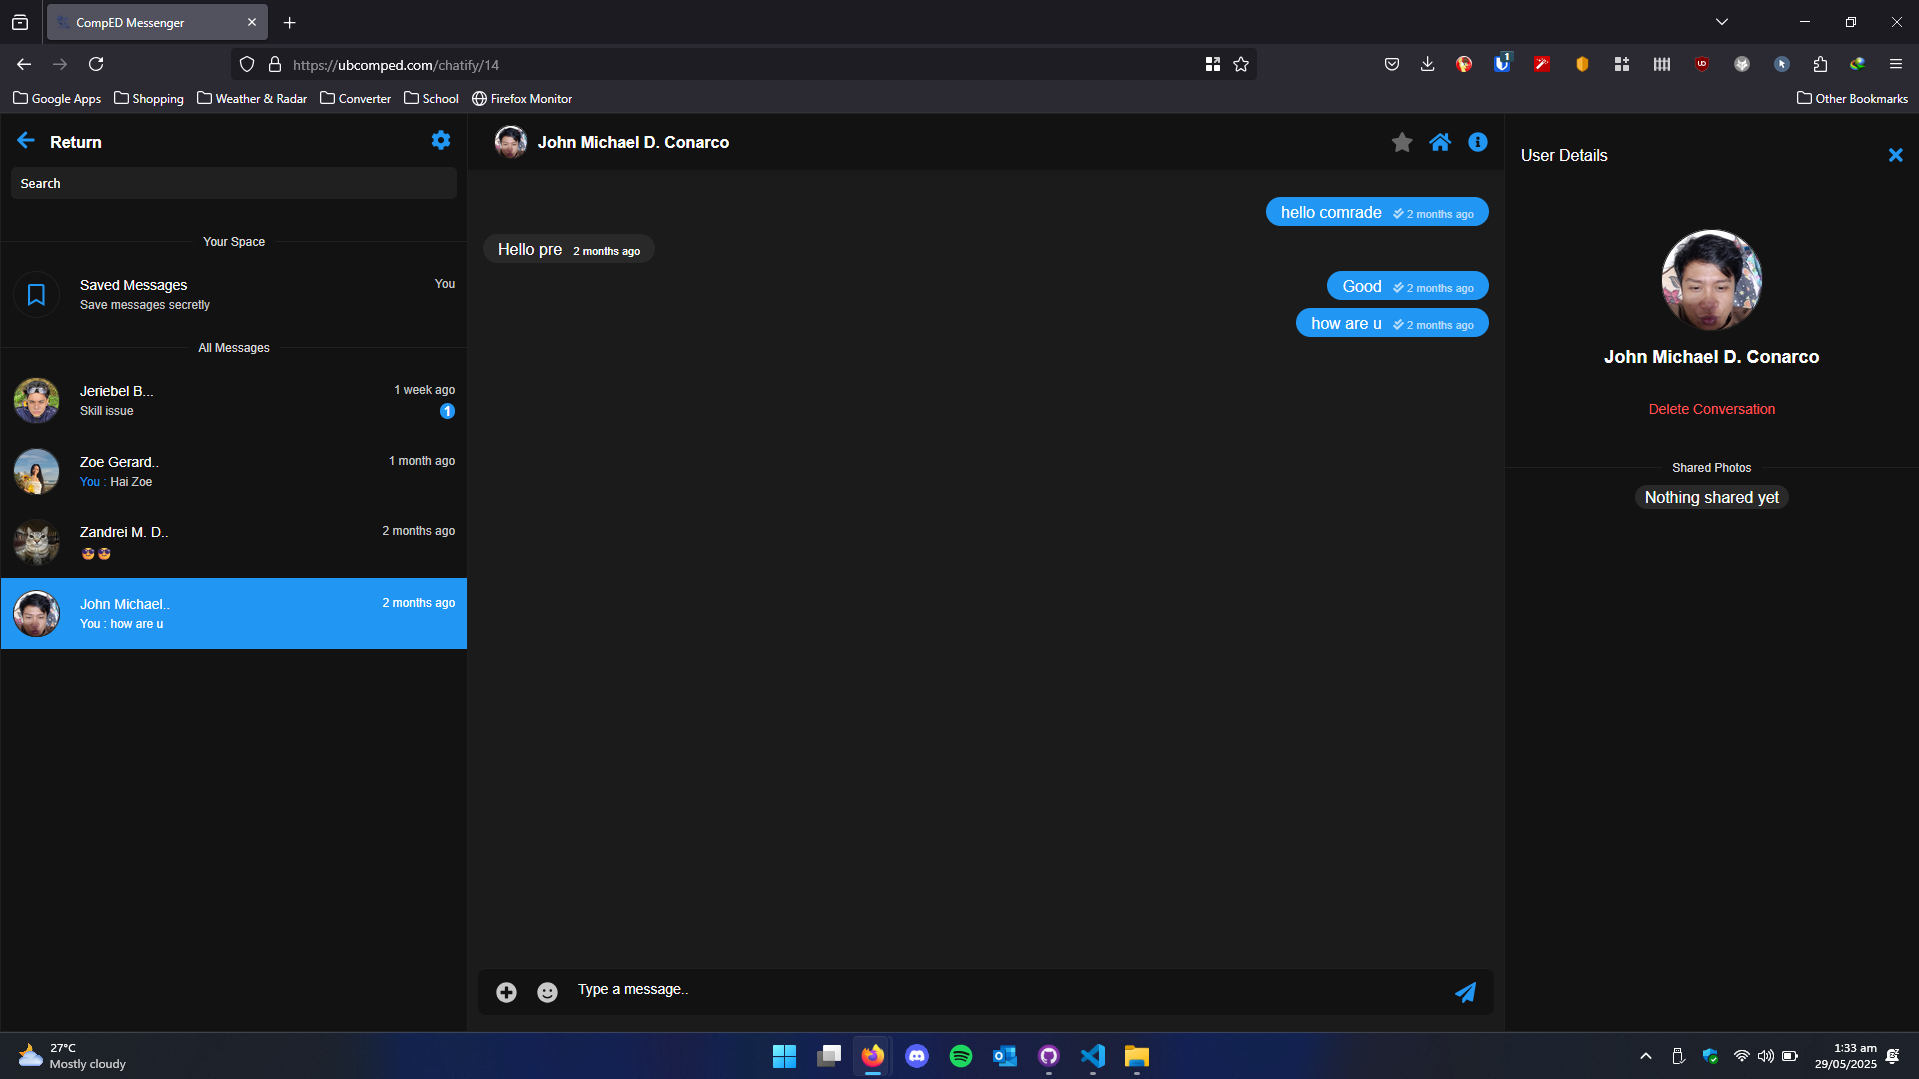 CompED Messenger
https://ubcomped.com/chatify/14
1
Google Apps
Shopping
Weather & Radar
Converter
School
Firefox Monitor
Other Bookmarks
Return
Search
Your Space
Saved Messages
You
Save messages secretly
All Messages
Jeriebel B...
1 week ago
Skill issue
1
Zoe Gerard..
1 month ago
You : Hai Zoe
Zandrei M. D..
2 months ago
😎😎
John Michael..
2 months ago
You : how are u
John Michael D. Conarco
hello comrade 2 months ago
Hello pre 2 months ago
Good 2 months ago
how are u 2 months ago
Type a message..
User Details
John Michael D. Conarco
Delete Conversation
Shared Photos
Nothing shared yet
27°C
Mostly cloudy
1:33 am
29/05/2025